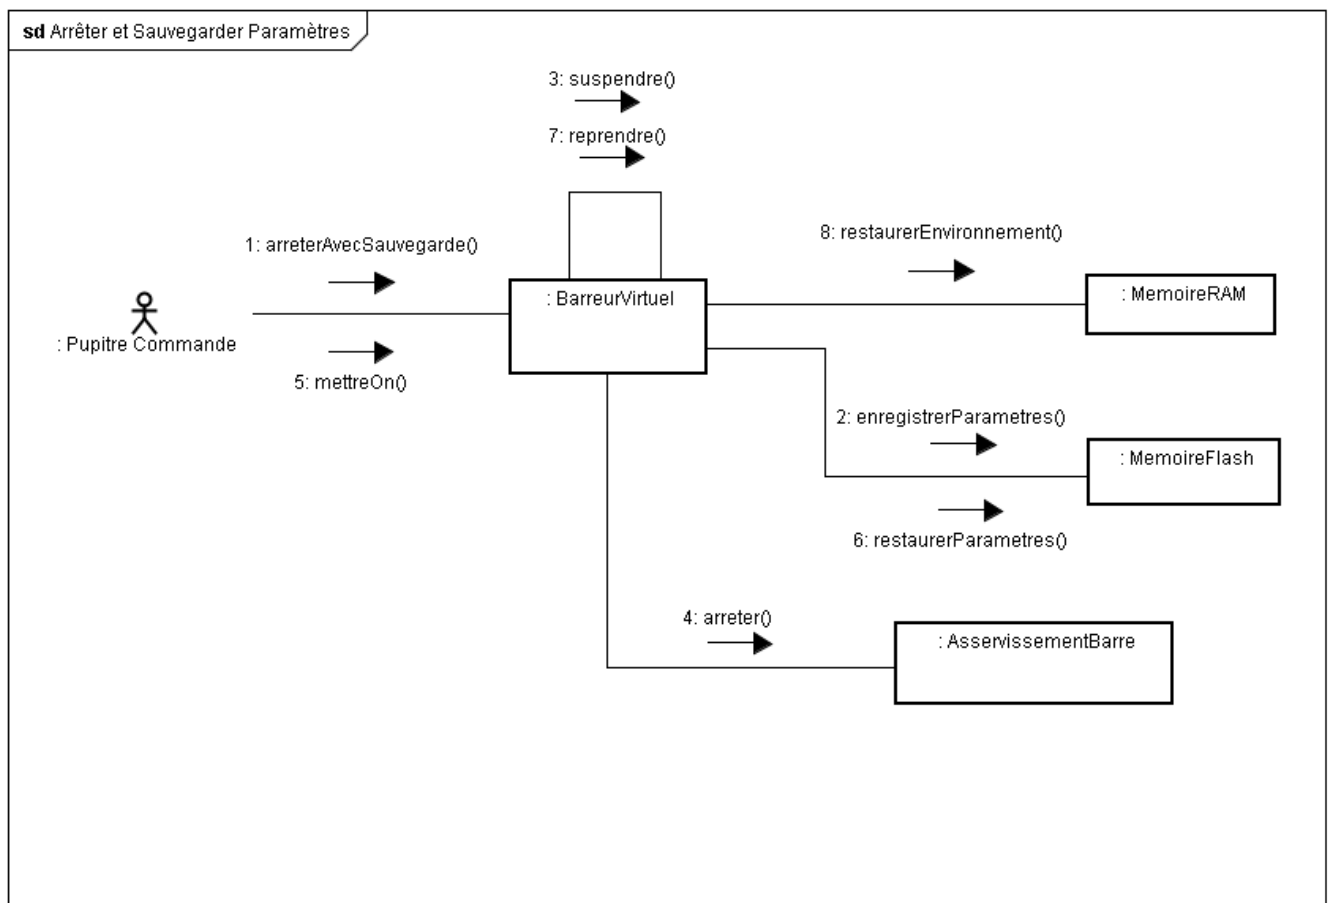 sd Arrêter et Sauvegarder Paramètres
3: suspendre()
7: reprendre()
1: arreterAvecSauvegarde()
8: restaurerEnvironnement()
: BarreurVirtuel
: MemoireRAM
: Pupitre Commande
5: mettreOn()
2: enregistrerParametres()
: MemoireFlash
6: restaurerParametres()
4: arreter()
: AsservissementBarre